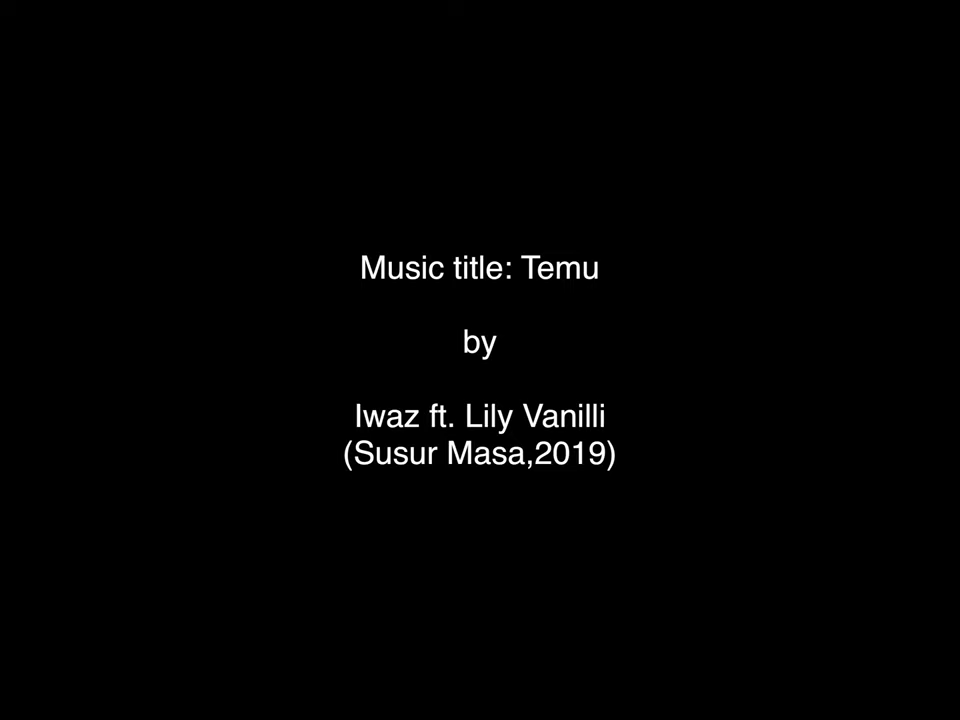 Music title: Temu
by
Iwaz ft. Lily Vanilli
(Susur Masa,2019)